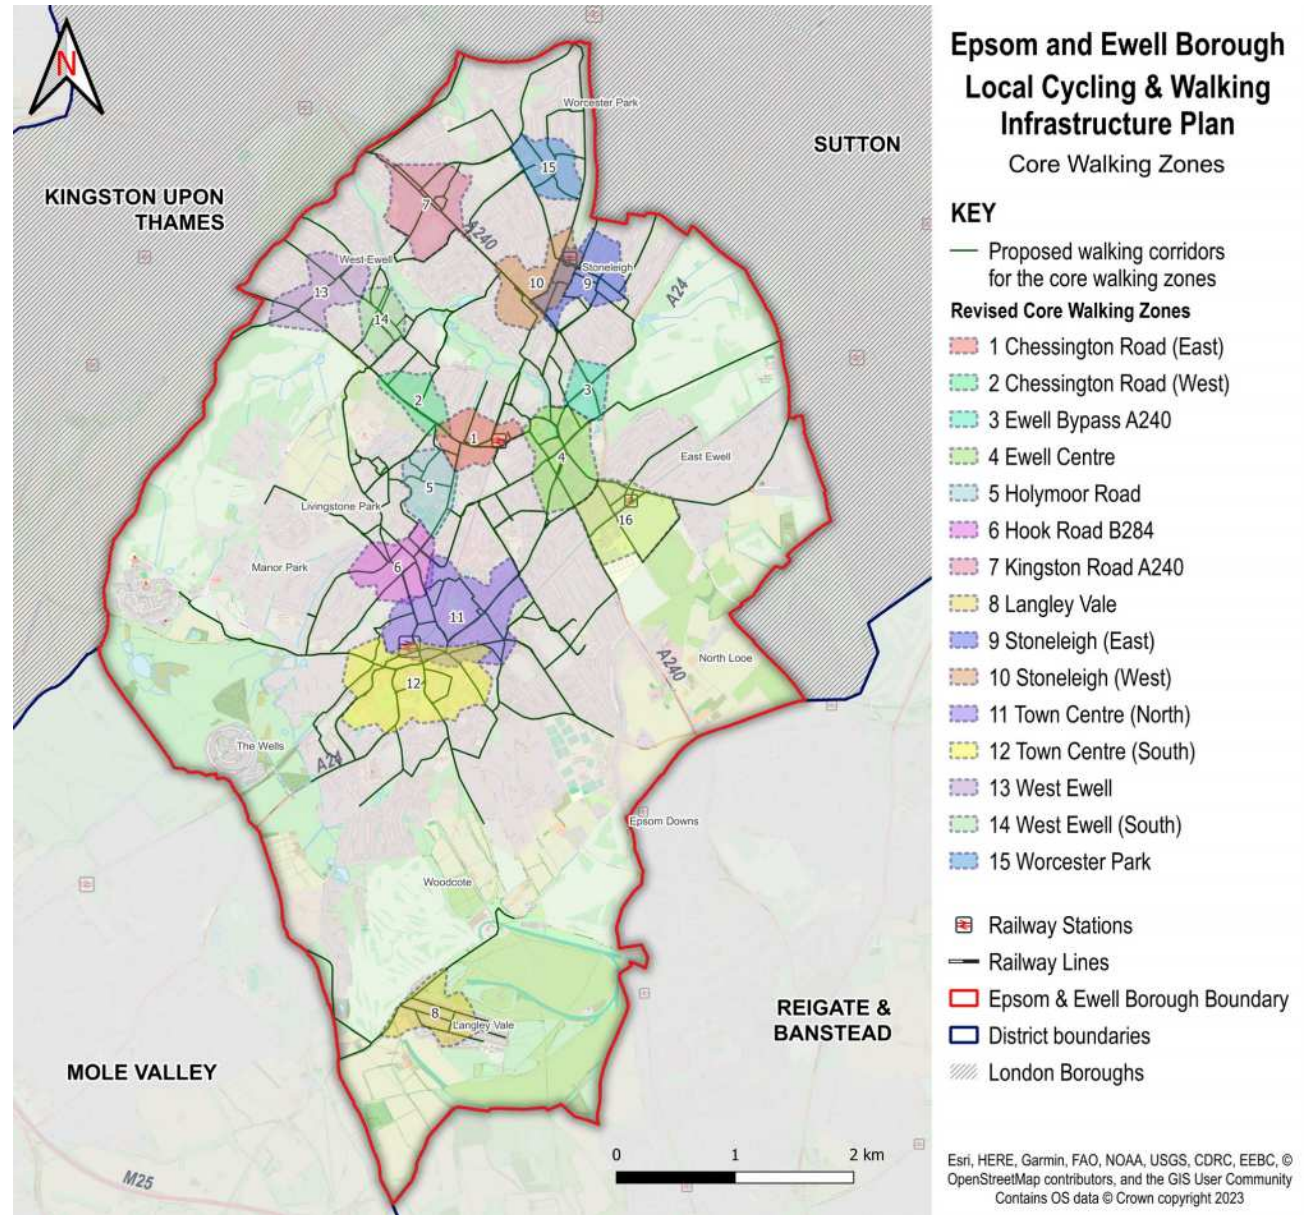 N
Worcester Park
SUTTON
KINGSTON UPON
THAMES
15
7
A240
West Ewell
Stoneleigh
13
10
9
A24
14
2
3
1
4
East Ewell
5
Livingstone Park
16
Manor Park
6
11
North Looe
A240
12
The Wells
A24
Epsom Downs
Woodcote
8
Langley Vale
REIGATE &
BANSTEAD
MOLE VALLEY
M25
0 1 2 km
Epsom and Ewell Borough
Local Cycling & Walking
Infrastructure Plan
Core Walking Zones
KEY
Proposed walking corridors
for the core walking zones
Revised Core Walking Zones
1 Chessington Road (East)
2 Chessington Road (West)
3 Ewell Bypass A240
4 Ewell Centre
5 Holymoor Road
6 Hook Road B284
7 Kingston Road A240
8 Langley Vale
9 Stoneleigh (East)
10 Stoneleigh (West)
11 Town Centre (North)
12 Town Centre (South)
13 West Ewell
14 West Ewell (South)
15 Worcester Park
Railway Stations
Railway Lines
Epsom & Ewell Borough Boundary
District boundaries
London Boroughs
Esri, HERE, Garmin, FAO, NOAA, USGS, CDRC, EEBC, ©
OpenStreetMap contributors, and the GIS User Community
Contains OS data © Crown copyright 2023